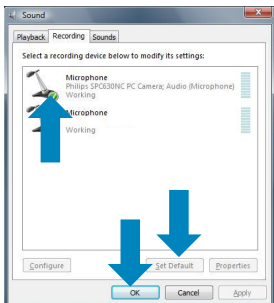 Sound
Playback Recording Sounds
Select a recording device below to modify its settings:
Microphone
Philips SPC630NC PC Camera; Audio (Microphone)
Working
Microphone
Working
Configure Set Default Properties
OK Cancel Apply